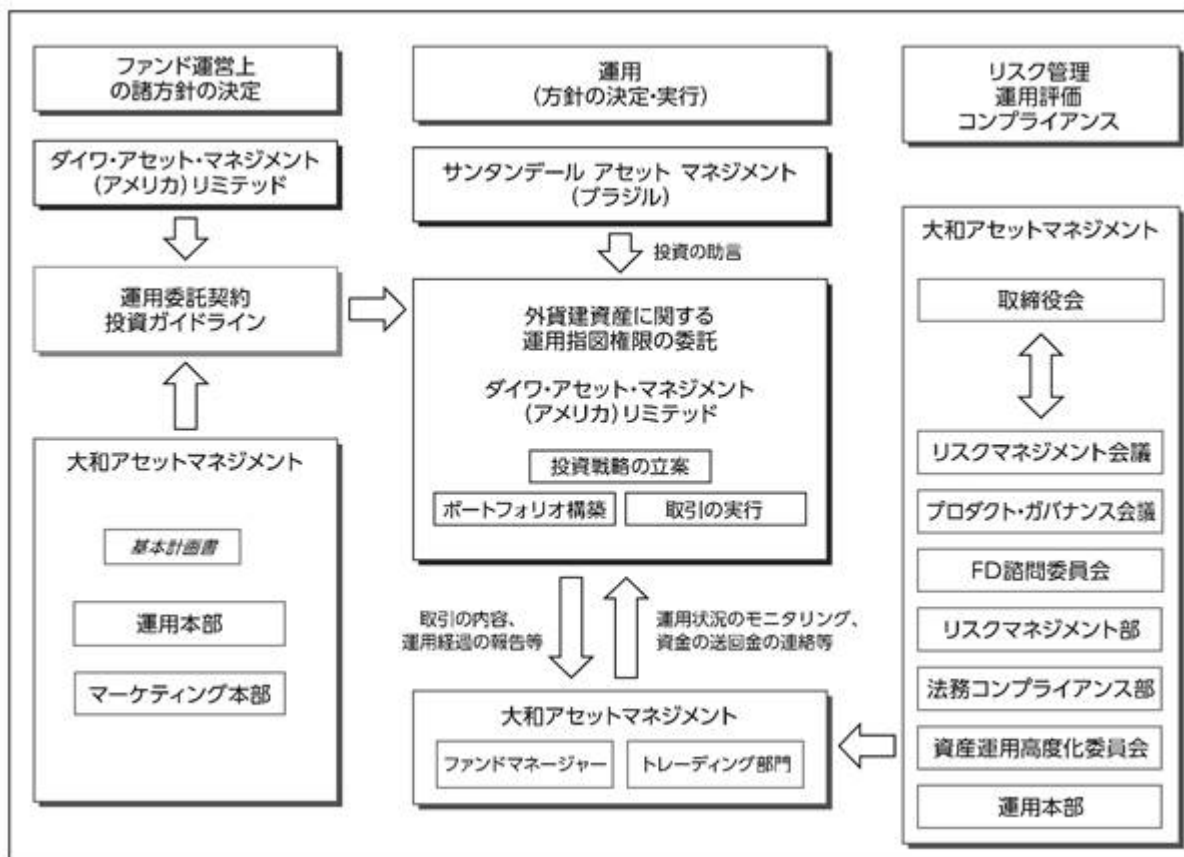 ファンド運営上
の諸方針の決定
ダイワ・アセット・マネジメント
(アメリカ)リミテッド
運用委託契約
投資ガイドライン
大和アセットマネジメント
基本計画書
運用本部
マーケティング本部
運用
(方針の決定・実行)
サンタンデール アセット マネジメント
(ブラジル)
投資の助言
外貨建資産に関する
運用指図権限の委託
ダイワ・アセット・マネジメント
(アメリカ)リミテッド
投資戦略の立案
ポートフォリオ構築
取引の実行
取引の内容、
運用経過の報告等
運用状況のモニタリング、
資金の送回金の連絡等
大和アセットマネジメント
ファンドマネージャー
トレーディング部門
リスク管理
運用評価
コンプライアンス
大和アセットマネジメント
取締役会
リスクマネジメント会議
プロダクト・ガバナンス会議
FD諮問委員会
リスクマネジメント部
法務コンプライアンス部
資産運用高度化委員会
運用本部